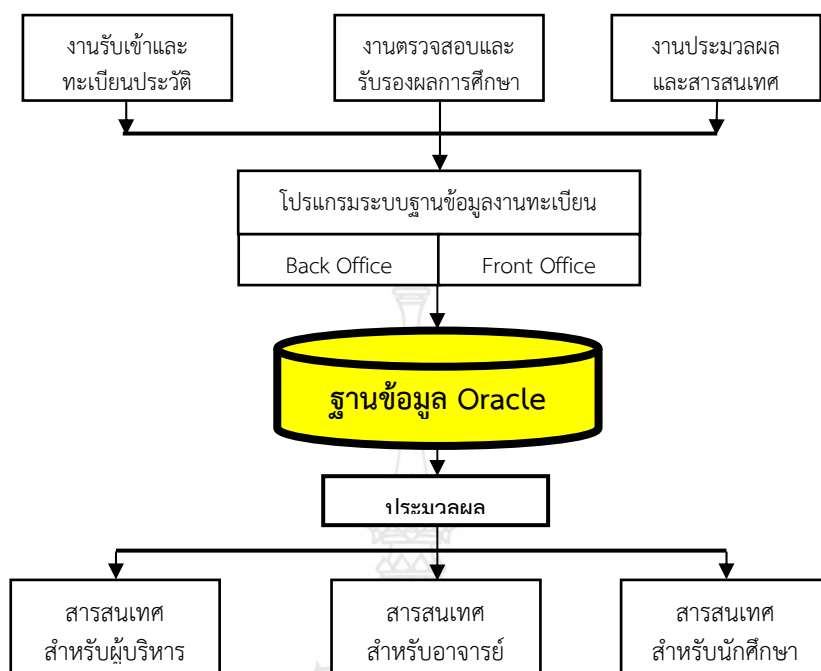 งานรับเข้าและ
ทะเบียนประวัติ
งานตรวจสอบและ
รับรองผลการศึกษา
งานประมวลผล
และสารสนเทศ
โปรแกรมระบบฐานข้อมูลงานทะเบียน
Back Office
Front Office
ฐานข้อมูล Oracle
ประมวลผล
สารสนเทศ
สำหรับผู้บริหาร
สารสนเทศ
สำหรับอาจารย์
สารสนเทศ
สำหรับนักศึกษา